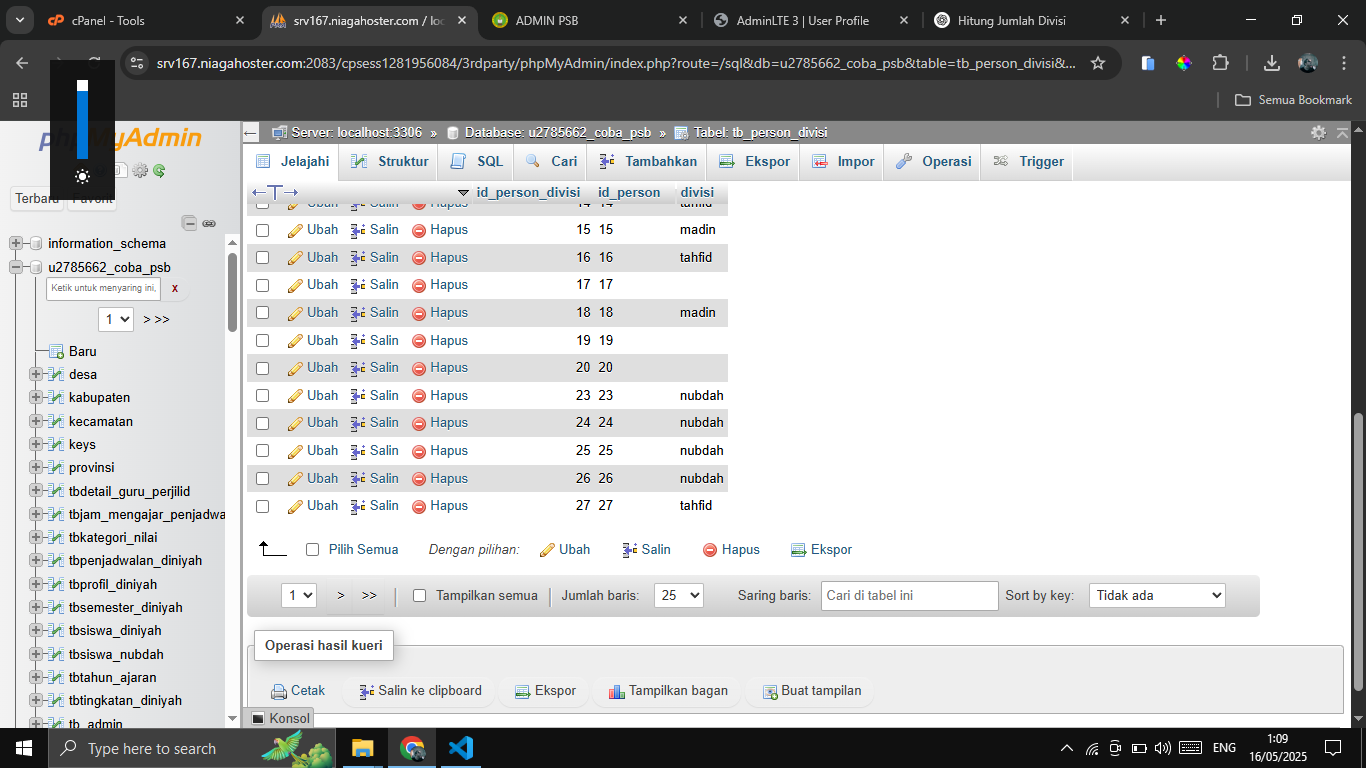 cPanel - Tools
srv167.niagahoster.com / loc
ADMIN PSB
AdminLTE 3 | User Profile
Hitung Jumlah Divisi
srv167.niagahoster.com:2083/cpsess1281956084/3rdparty/phpMyAdmin/index.php?route=/sql&db=u2785662_coba_psb&table=tb_person_divisi&...
Semua Bookmark
phpMyAdmin
Terbaru Favorit
information_schema
u2785662_coba_psb
Ketik untuk menyaring ini, x
1 > >>
Baru
desa
kabupaten
kecamatan
keys
provinsi
tbdetail_guru_perjilid
tbjam_mengajar_penjadwa
tbkategori_nilai
tbpenjadwalan_diniyah
tbprofil_diniyah
tbsemester_diniyah
tbsiswa_diniyah
tbsiswa_nubdah
tbtahun_ajaran
tbtingkatan_diniyah
tb_admin
Server: localhost:3306 » Database: u2785662_coba_psb » Tabel: tb_person_divisi
Jelajahi Struktur SQL Cari Tambahkan Ekspor Impor Operasi Trigger
id_person_divisi id_person divisi
Ubah Salin Hapus 14 14 tahfid
Ubah Salin Hapus 15 15 madin
Ubah Salin Hapus 16 16 tahfid
Ubah Salin Hapus 17 17
Ubah Salin Hapus 18 18 madin
Ubah Salin Hapus 19 19
Ubah Salin Hapus 20 20
Ubah Salin Hapus 23 23 nubdah
Ubah Salin Hapus 24 24 nubdah
Ubah Salin Hapus 25 25 nubdah
Ubah Salin Hapus 26 26 nubdah
Ubah Salin Hapus 27 27 tahfid
Pilih Semua Dengan pilihan: Ubah Salin Hapus Ekspor
1 > >> | Tampilkan semua | Jumlah baris: 25 Saring baris: Cari di tabel ini Sort by key: Tidak ada
Operasi hasil kueri
Cetak Salin ke clipboard Ekspor Tampilkan bagan Buat tampilan
Konsol
Type here to search
ENG
1:09
16/05/2025